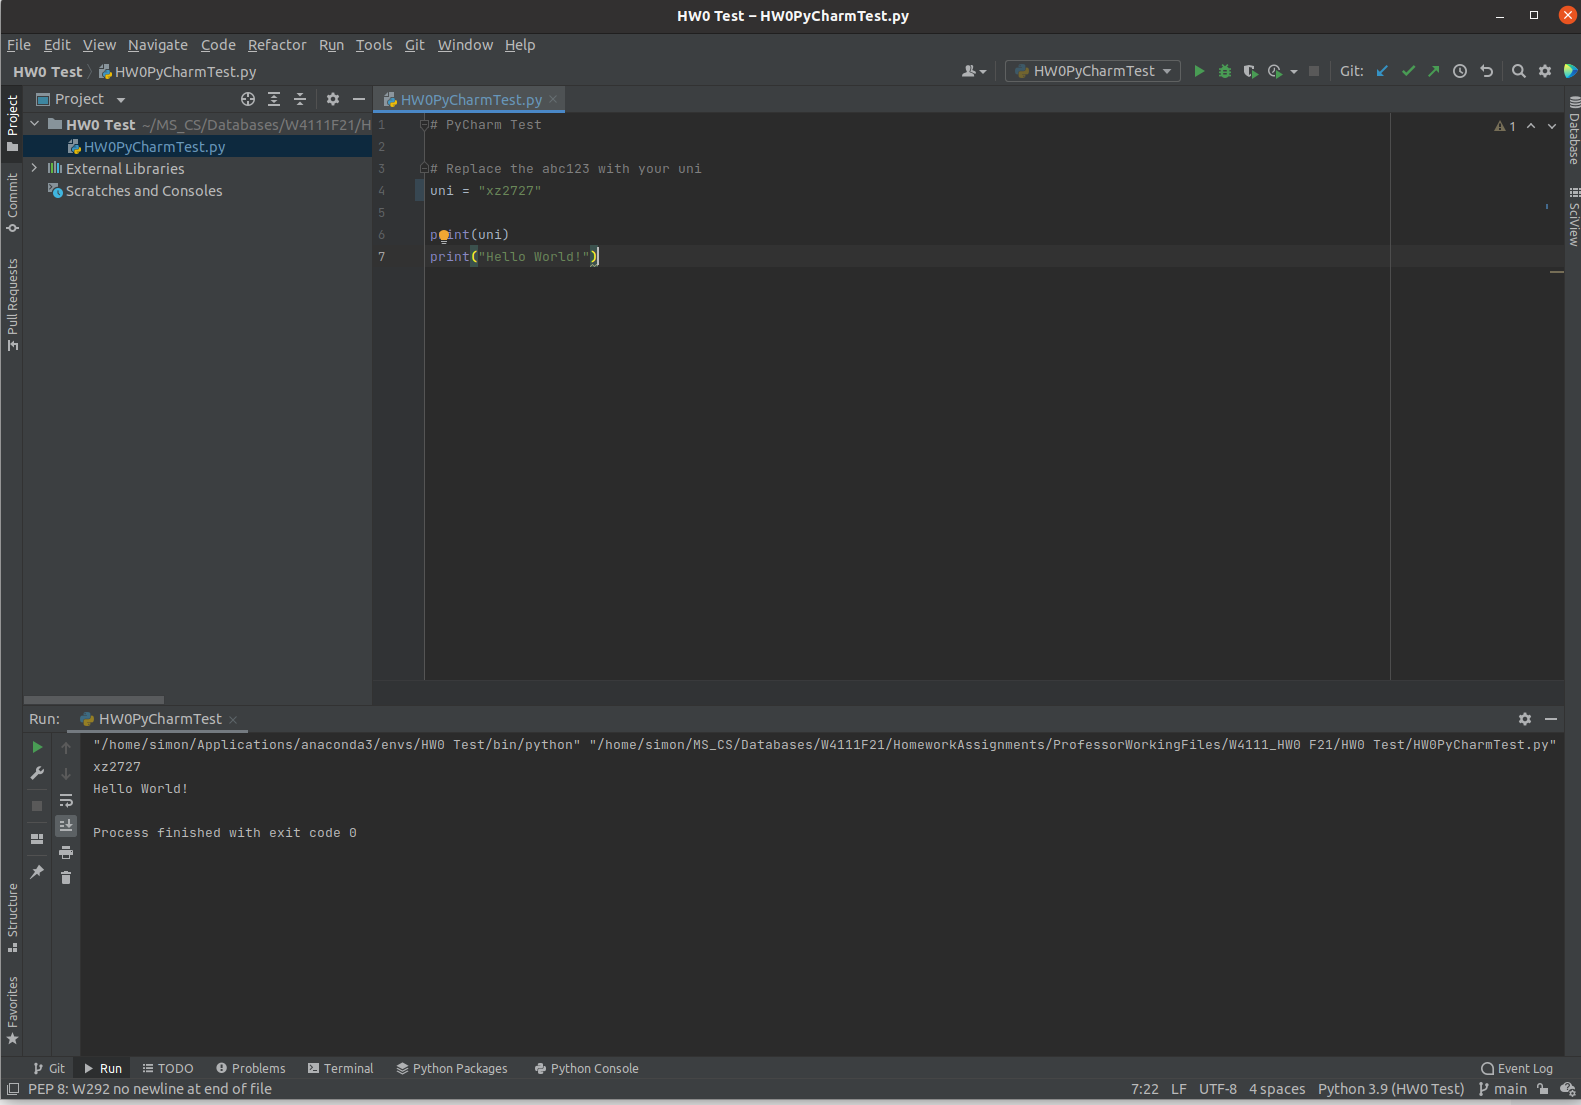 HW0 Test – HW0PyCharmTest.py
File Edit View Navigate Code Refactor Run Tools Git Window Help
HW0 Test HW0PyCharmTest.py
HW0PyCharmTest
Git:
Project
HW0PyCharmTest.py
Project
Commit
Pull Requests
Structure
Favorites
HW0 Test ~/MS_CS/Databases/W4111F21/H
HW0PyCharmTest.py
External Libraries
Scratches and Consoles
1 # PyCharm Test
2
3 # Replace the abc123 with your uni
4 uni = "xz2727"
5
6 print(uni)
7 print("Hello World!")
1
Database
SciView
Run: HW0PyCharmTest
"/home/simon/Applications/anaconda3/envs/HW0 Test/bin/python" "/home/simon/MS_CS/Databases/W4111F21/HomeworkAssignments/ProfessorWorkingFiles/W4111_HW0 F21/HW0 Test/HW0PyCharmTest.py"
xz2727
Hello World!
Process finished with exit code 0
Git Run TODO Problems Terminal Python Packages Python Console Event Log
PEP 8: W292 no newline at end of file 7:22 LF UTF-8 4 spaces Python 3.9 (HW0 Test) main